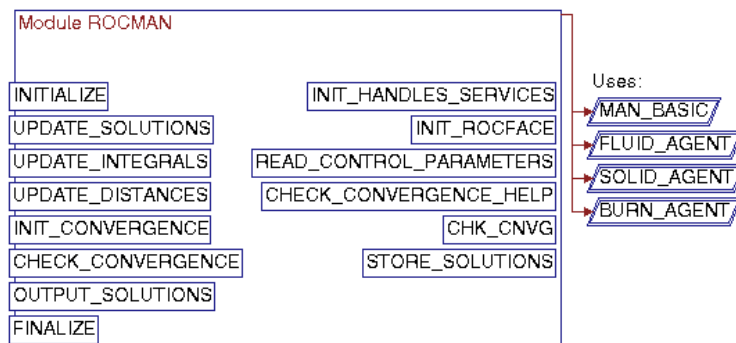 Module ROCMAN
INITIALIZE
UPDATE_SOLUTIONS
UPDATE_INTEGRALS
UPDATE_DISTANCES
INIT_CONVERGENCE
CHECK_CONVERGENCE
OUTPUT_SOLUTIONS
FINALIZE
INIT_HANDLES_SERVICES
INIT_ROCFACE
READ_CONTROL_PARAMETERS
CHECK_CONVERGENCE_HELP
CHK_CNVG
STORE_SOLUTIONS
Uses:
MAN_BASIC
FLUID_AGENT
SOLID_AGENT
BURN_AGENT